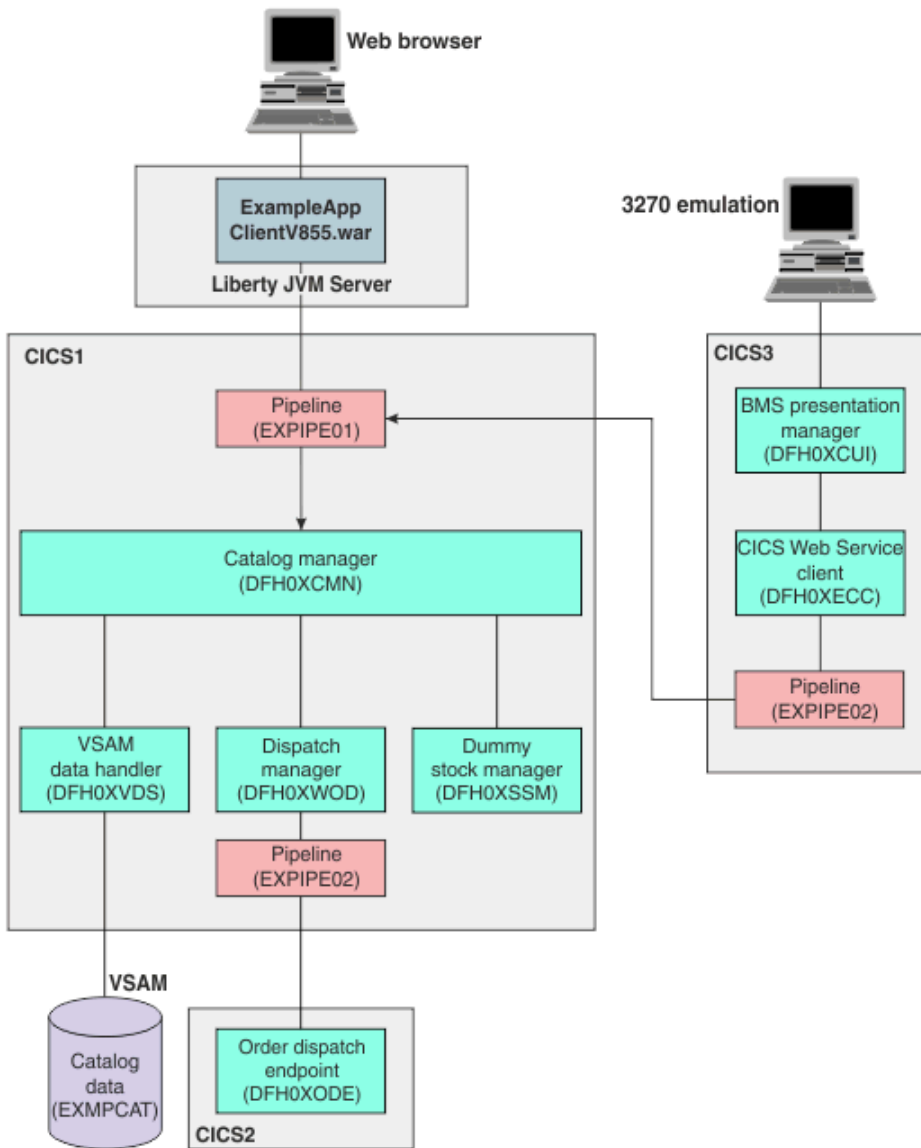 Web browser
ExampleApp
ClientV855.war
Liberty JVM Server
3270 emulation
CICS1
Pipeline
(EXPIPE01)
Catalog manager
(DFH0XCMN)
VSAM
data handler
(DFH0XVDS)
Dispatch
manager
(DFH0XWOD)
Dummy
stock manager
(DFH0XSSM)
Pipeline
(EXPIPE02)
CICS3
BMS presentation
manager
(DFH0XCUI)
CICS Web Service
client
(DFH0XECC)
Pipeline
(EXPIPE02)
VSAM
Catalog
data
(EXMPCAT)
Order dispatch
endpoint
(DFH0XODE)
CICS2